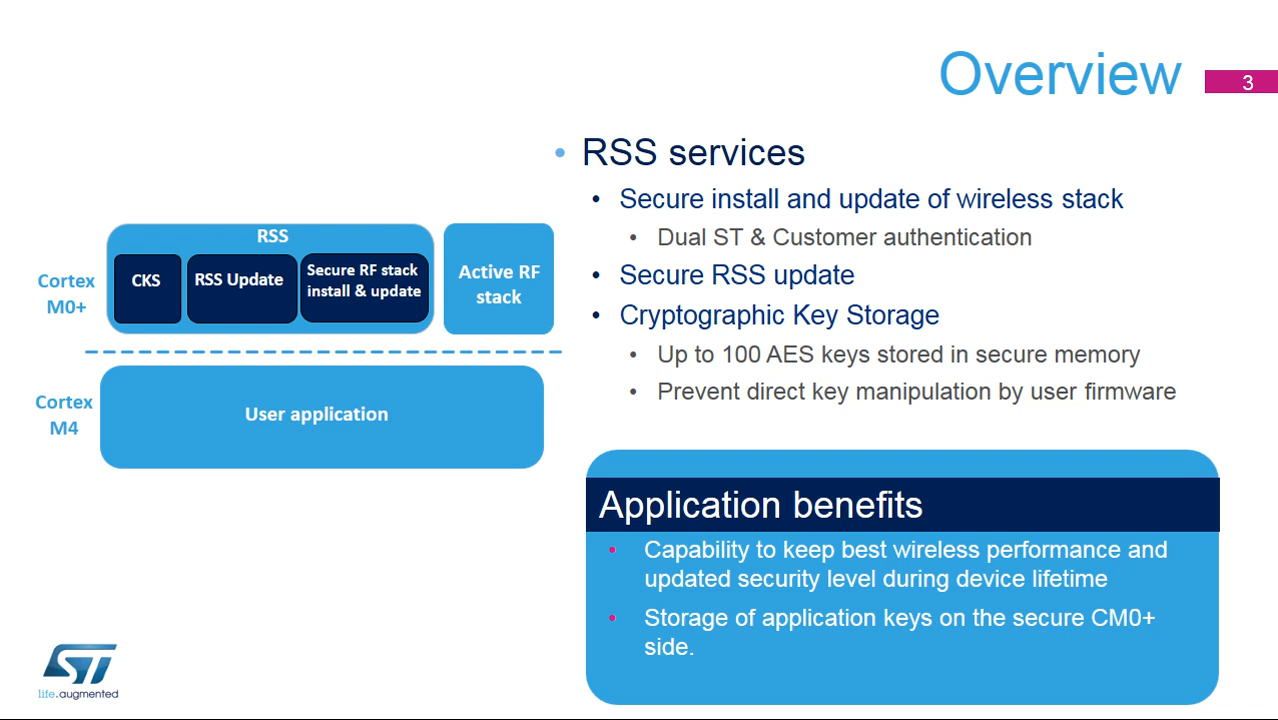 Overview
3
RSS services
Secure install and update of wireless stack
Dual ST & Customer authentication
Secure RSS update
Cryptographic Key Storage
Up to 100 AES keys stored in secure memory
Prevent direct key manipulation by user firmware
RSS
Cortex
M0+
CKS
RSS Update
Secure RF stack
install & update
Active RF
stack
Cortex
M4
User application
Application benefits
Capability to keep best wireless performance and
updated security level during device lifetime
Storage of application keys on the secure CM0+
side.
ST
life.augmented